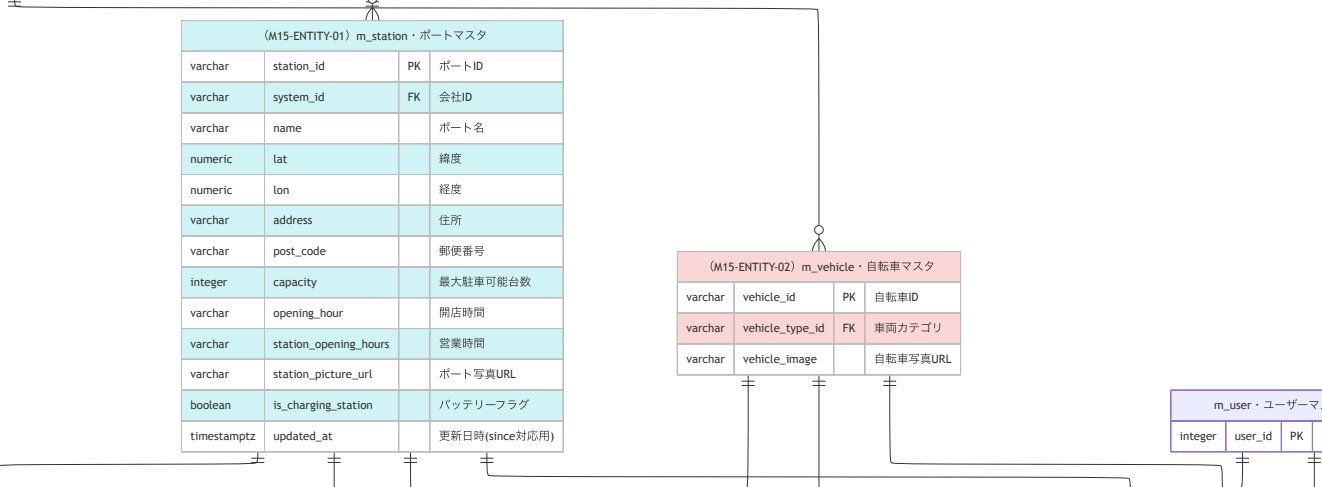 （M15-ENTITY-01）m_station・ポートマスタ
varchar station_id PK ポートID
varchar system_id FK 会社ID
varchar name ポート名
numeric lat 緯度
numeric lon 経度
varchar address 住所
varchar post_code 郵便番号
integer capacity 最大駐車可能台数
varchar opening_hour 開店時間
varchar station_opening_hours 営業時間
varchar station_picture_url ポート写真URL
boolean is_charging_station バッテリーフラグ
timestamptz updated_at 更新日時(since対応用)
（M15-ENTITY-02）m_vehicle・自転車マスタ
varchar vehicle_id PK 自転車ID
varchar vehicle_type_id FK 車両カテゴリ
varchar vehicle_image 自転車写真URL
m_user・ユーザーマ
integer user_id PK